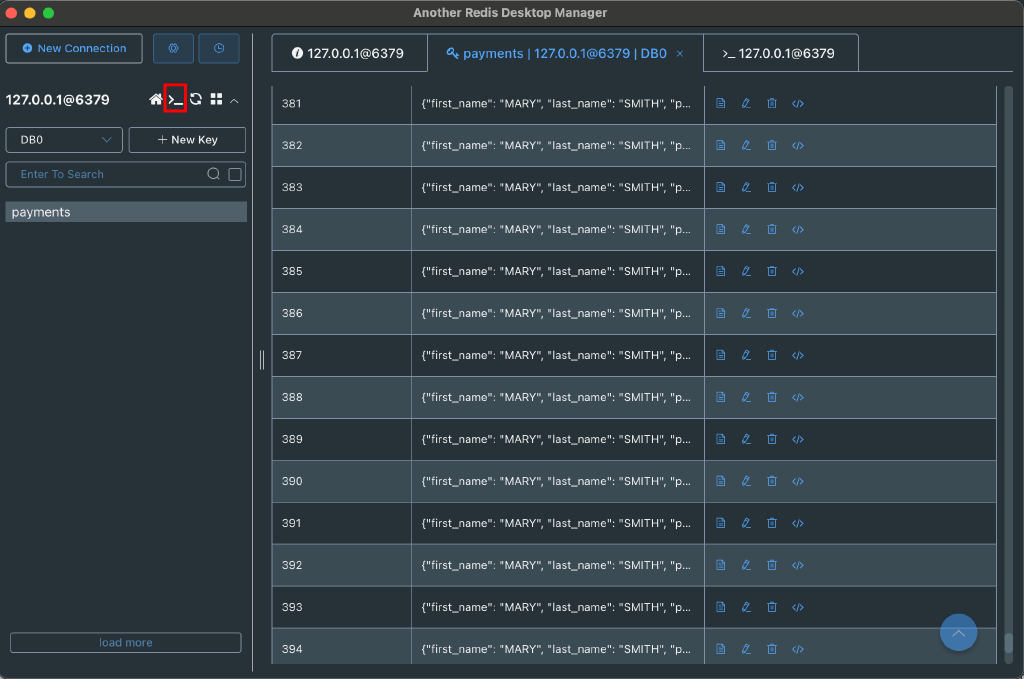 Another Redis Desktop Manager
New Connection
127.0.0.1@6379
payments | 127.0.0.1@6379 | DB0 ×
>_ 127.0.0.1@6379
127.0.0.1@6379
DB0
+ New Key
Enter To Search
payments
load more
381 {"first_name": "MARY", "last_name": "SMITH", "p...
382 {"first_name": "MARY", "last_name": "SMITH", "p...
383 {"first_name": "MARY", "last_name": "SMITH", "p...
384 {"first_name": "MARY", "last_name": "SMITH", "p...
385 {"first_name": "MARY", "last_name": "SMITH", "p...
386 {"first_name": "MARY", "last_name": "SMITH", "p...
387 {"first_name": "MARY", "last_name": "SMITH", "p...
388 {"first_name": "MARY", "last_name": "SMITH", "p...
389 {"first_name": "MARY", "last_name": "SMITH", "p...
390 {"first_name": "MARY", "last_name": "SMITH", "p...
391 {"first_name": "MARY", "last_name": "SMITH", "p...
392 {"first_name": "MARY", "last_name": "SMITH", "p...
393 {"first_name": "MARY", "last_name": "SMITH", "p...
394 {"first_name": "MARY", "last_name": "SMITH", "p...